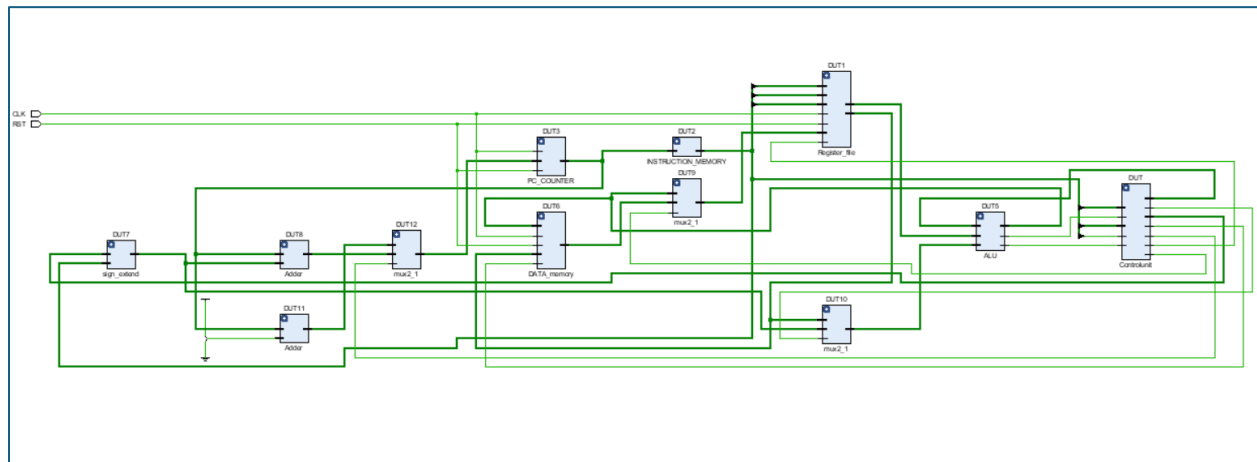 DUT1
CLK
RST
DUT3
DUT2
Register_file
INSTRUCTION_MEMORY
PC_COUNTER
DUT9
DUT
DUT6
DUT5
DUT12
DUT7
DUT8
mux2_1
ALU
Controlunit
sign_extend
Adder
mux2_1
DATA_memory
DUT10
DUT11
Adder
mux2_1